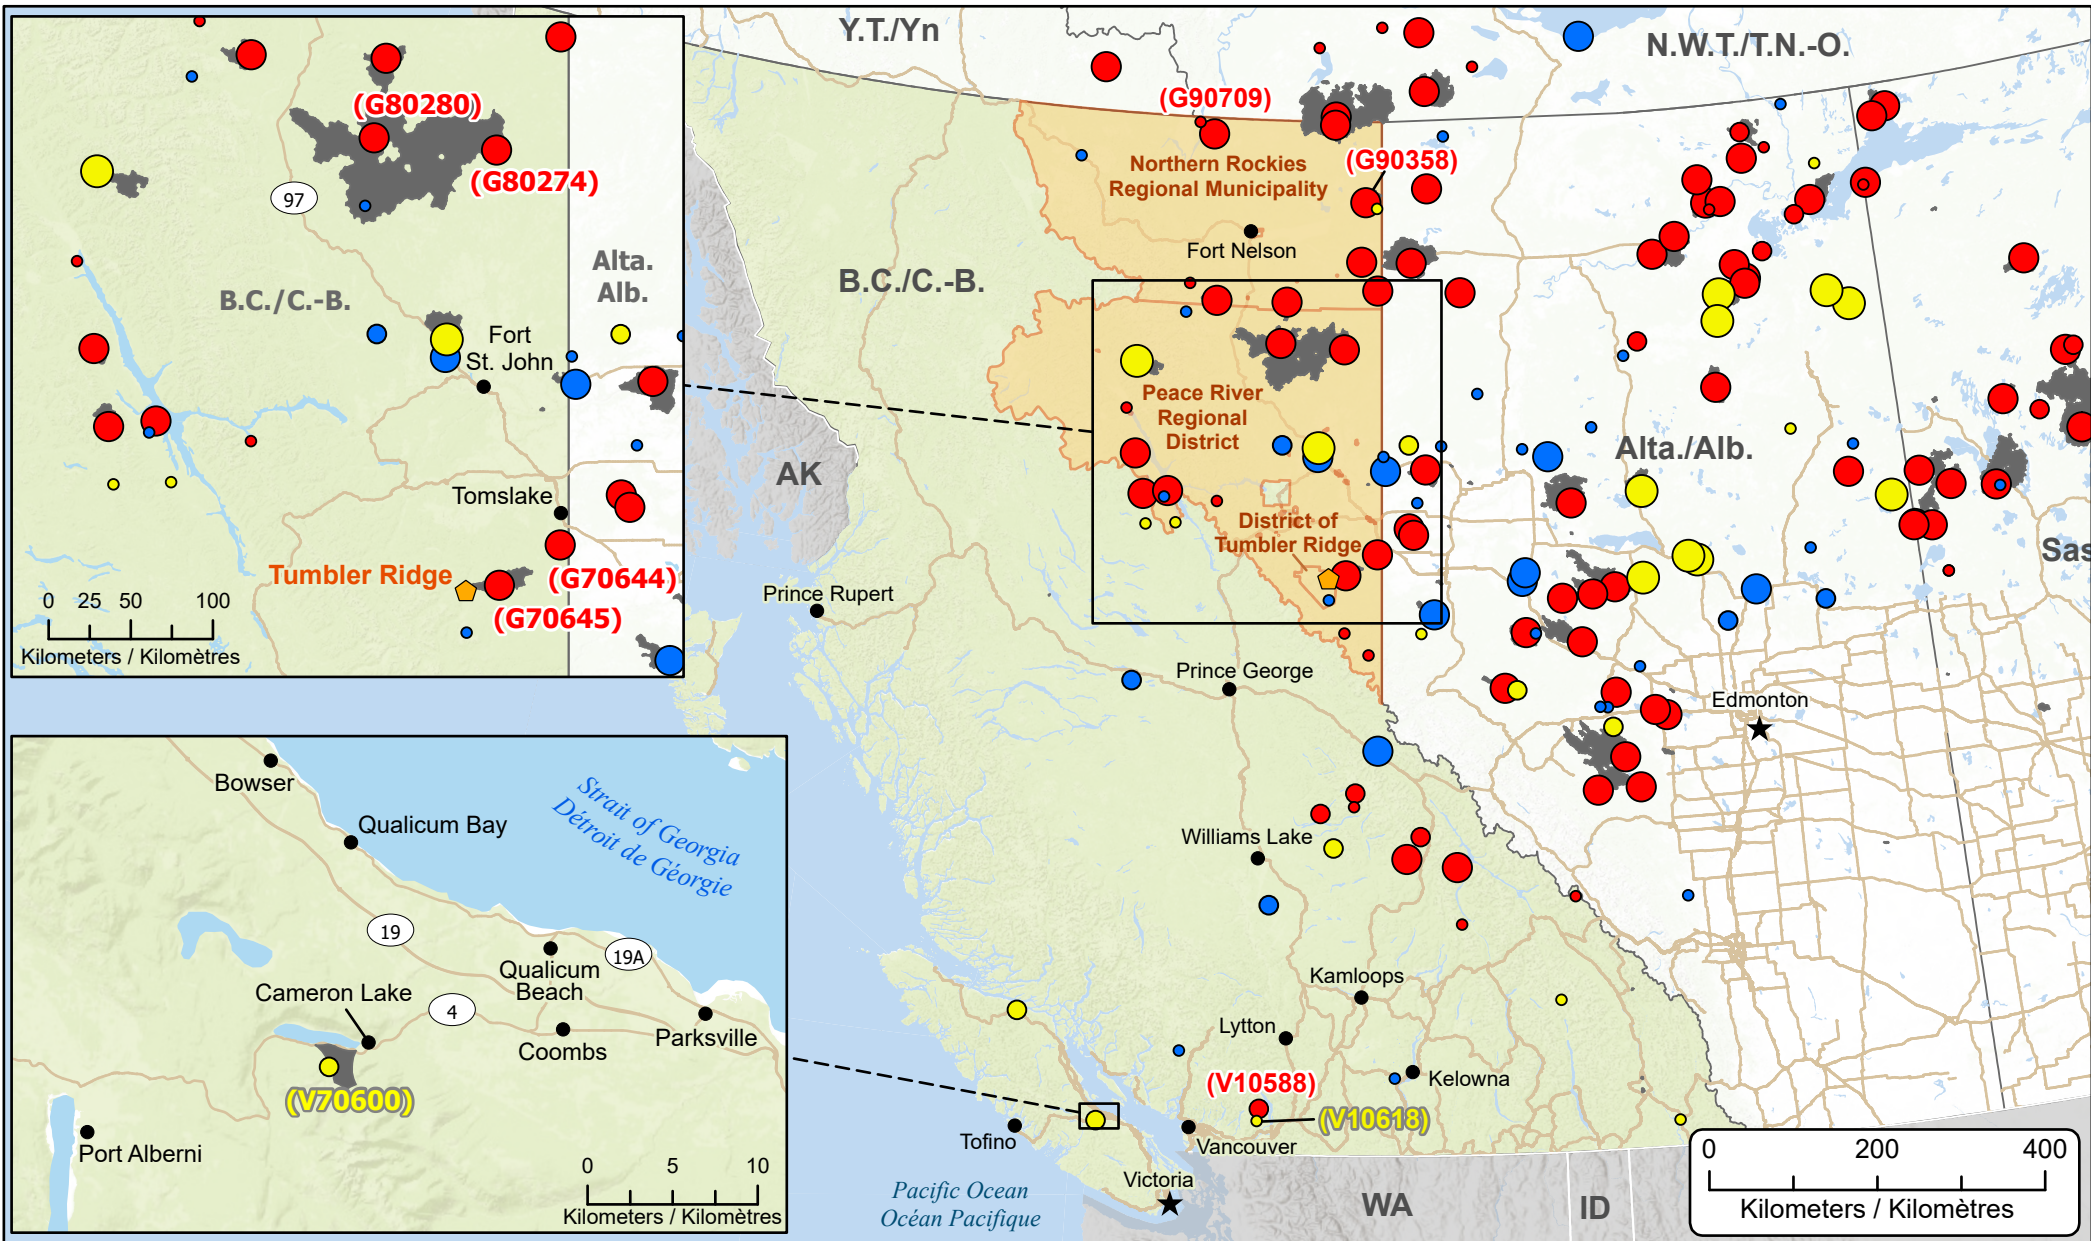 (G80280)
(G80274)
97
Alta.
Alb.
B.C./C.-B.
Fort
St. John
Tomslake
Tumbler Ridge
(G70644)
(G70645)
0 25 50 100
Kilometers / Kilomètres
Y.T./Yn
N.W.T./T.N.-O.
(G90709)
Northern Rockies
Regional Municipality
(G90358)
Fort Nelson
B.C./C.-B.
Peace River
Regional
District
Alta./Alb.
AK
District of
Tumbler Ridge
Sas
Prince Rupert
Prince George
Edmonton
Williams Lake
Kamloops
Lytton
(V10588)
Kelowna
(V10618)
Tofino
Vancouver
Victoria
Pacific Ocean
Océan Pacifique
WA
ID
0 200 400
Kilometers / Kilomètres
Bowser
Strait of Georgia
Détroit de Géorgie
Qualicum Bay
19
19A
Qualicum
Beach
Cameron Lake
4
Coombs
Parksville
(V70600)
Port Alberni
0 5 10
Kilometers / Kilomètres